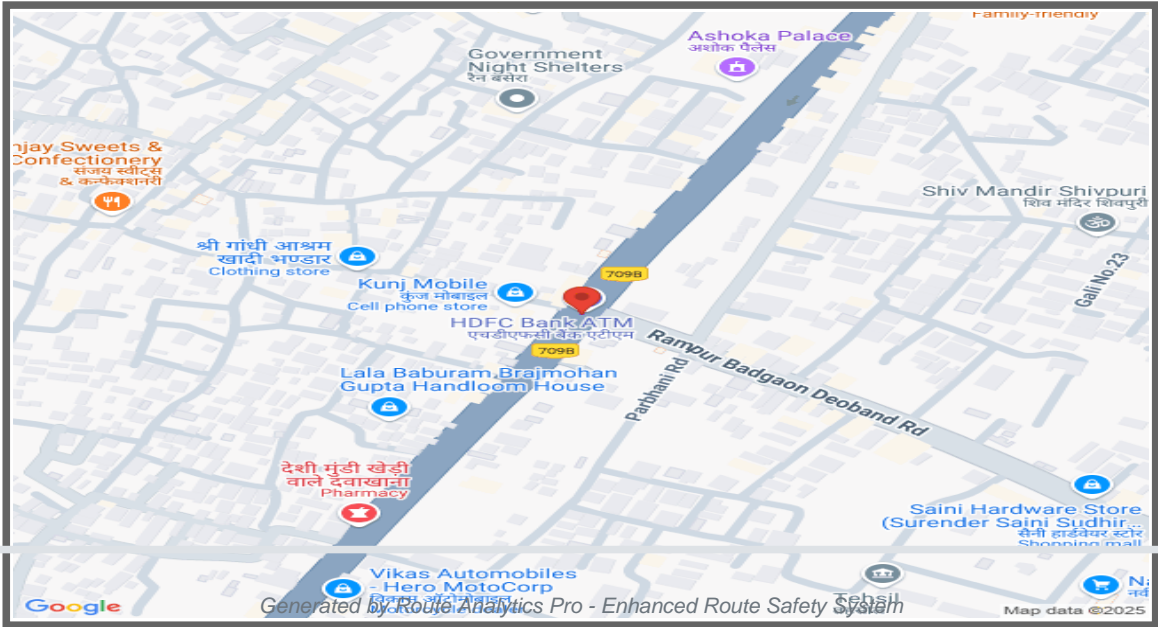 Family-friendly
Ashoka Palace
अशोक पैलेस
Government
Night Shelters
रैन बसेरा
njay Sweets &
Confectionery
संजय स्वीट्स
& कन्फेक्शनरी
Shiv Mandir Shivpuri
शिव मंदिर शिवपुरी
श्री गांधी आश्रम
खादी भण्डार
Clothing store
Gali No.23
709B
Kunj Mobile
कुंज मोबाइल
Cell phone store
HDFC Bank ATM
एचडीएफसी बैंक एटीएम
709B
Rampur Badgaon Deoband Rd
Parbhani Rd
Lala Baburam Brajmohan
Gupta Handloom House
देशी मुंडी खेड़ी
वाले दवाखाना
Pharmacy
Saini Hardware Store
(Surender Saini Sudhir...
सैनी हार्डवेयर स्टोर
Shopping mall
Vikas Automobiles
- Hero MotoCorp
विकास ऑटोमोबाइल
Tehsil
Google
Generated by Route Analytics Pro - Enhanced Route Safety System
Map data ©2025